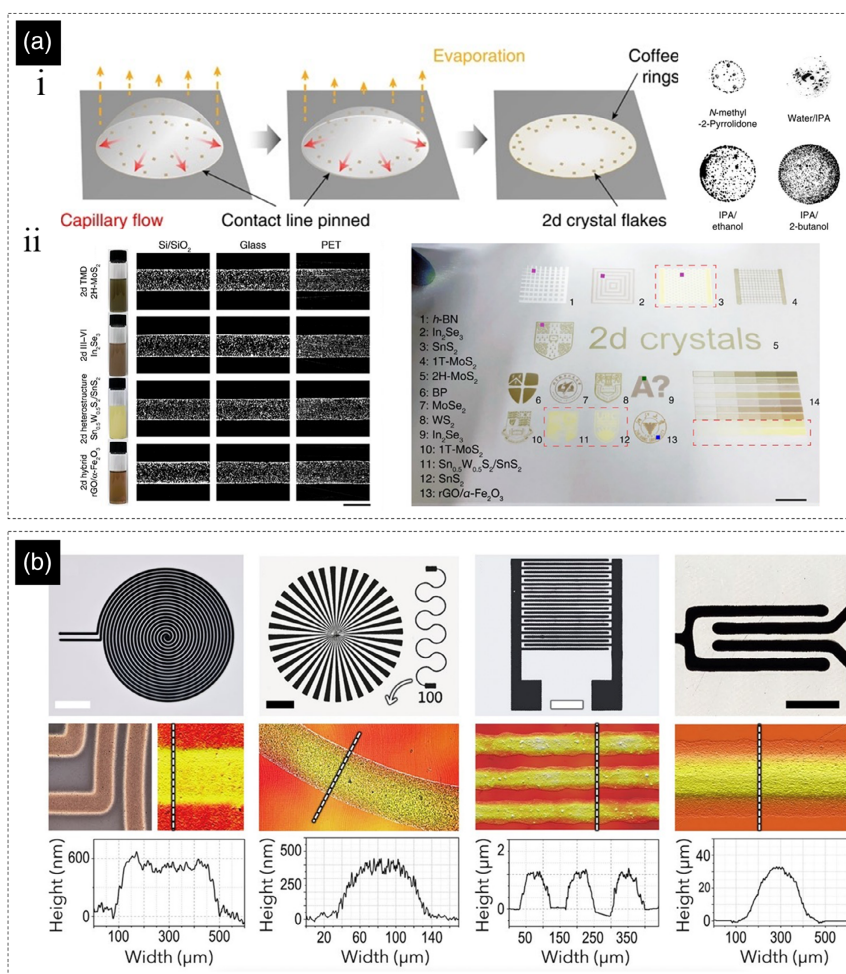 (a)
i
Evaporation
Coffee
rings
Capillary flow
Contact line pinned
2d crystal flakes
N-methyl
-2-Pyrrolidone
Water/IPA
IPA/
ethanol
IPA/
2-butanol
ii
Si/SiO₂
Glass
PET
2d TMD
2H-MoS₂
2d III–VI
In₂Se₃
2d heterostructure
Sn₀.₅W₀.₅S₂/SnS₂
2d hybrid
rGO/α-Fe₂O₃
1: h-BN
2: In₂Se₃
3: SnS₂
4: 1T-MoS₂
5: 2H-MoS₂
6: BP
7: MoSe₂
8: WS₂
9: In₂Se₃
10: 1T-MoS₂
11: Sn₀.₅W₀.₅S₂/SnS₂
12: SnS₂
13: rGO/α-Fe₂O₃
1
2
3
4
2d crystals
5
6
7
8
A?
9
10
11
12
13
14
(b)
100
Height (nm)
600
0
100
300
500
Width (µm)
Height (nm)
500
250
0
20
60
100
140
Width (µm)
Height (µm)
2
0
50
150
250
350
Width (µm)
Height (µm)
40
20
0
100
300
500
Width (µm)